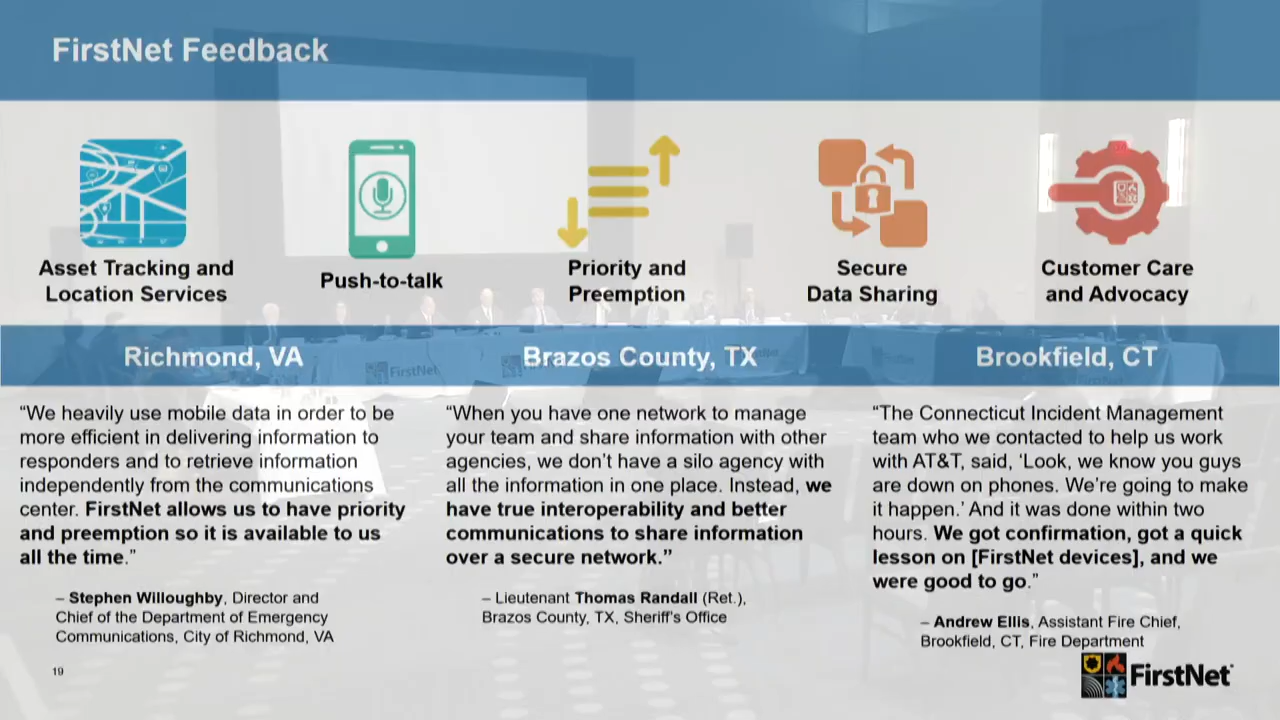 FirstNet Feedback
Asset Tracking and
Location Services
Push-to-talk
Priority and
Preemption
Secure
Data Sharing
Customer Care
and Advocacy
Richmond, VA
Brazos County, TX
Brookfield, CT
“We heavily use mobile data in order to be
more efficient in delivering information to
responders and to retrieve information
independently from the communications
center. FirstNet allows us to have priority
and preemption so it is available to us
all the time.”
– Stephen Willoughby, Director and
Chief of the Department of Emergency
Communications, City of Richmond, VA
“When you have one network to manage
your team and share information with other
agencies, we don’t have a silo agency with
all the information in one place. Instead, we
have true interoperability and better
communications to share information
over a secure network.”
– Lieutenant Thomas Randall (Ret.),
Brazos County, TX, Sheriff’s Office
“The Connecticut Incident Management
team who we contacted to help us work
with AT&T, said, ‘Look, we know you guys
are down on phones. We’re going to make
it happen.’ And it was done within two
hours. We got confirmation, got a quick
lesson on [FirstNet devices], and we
were good to go.”
– Andrew Ellis, Assistant Fire Chief,
Brookfield, CT, Fire Department
19
FirstNet
FirstNet